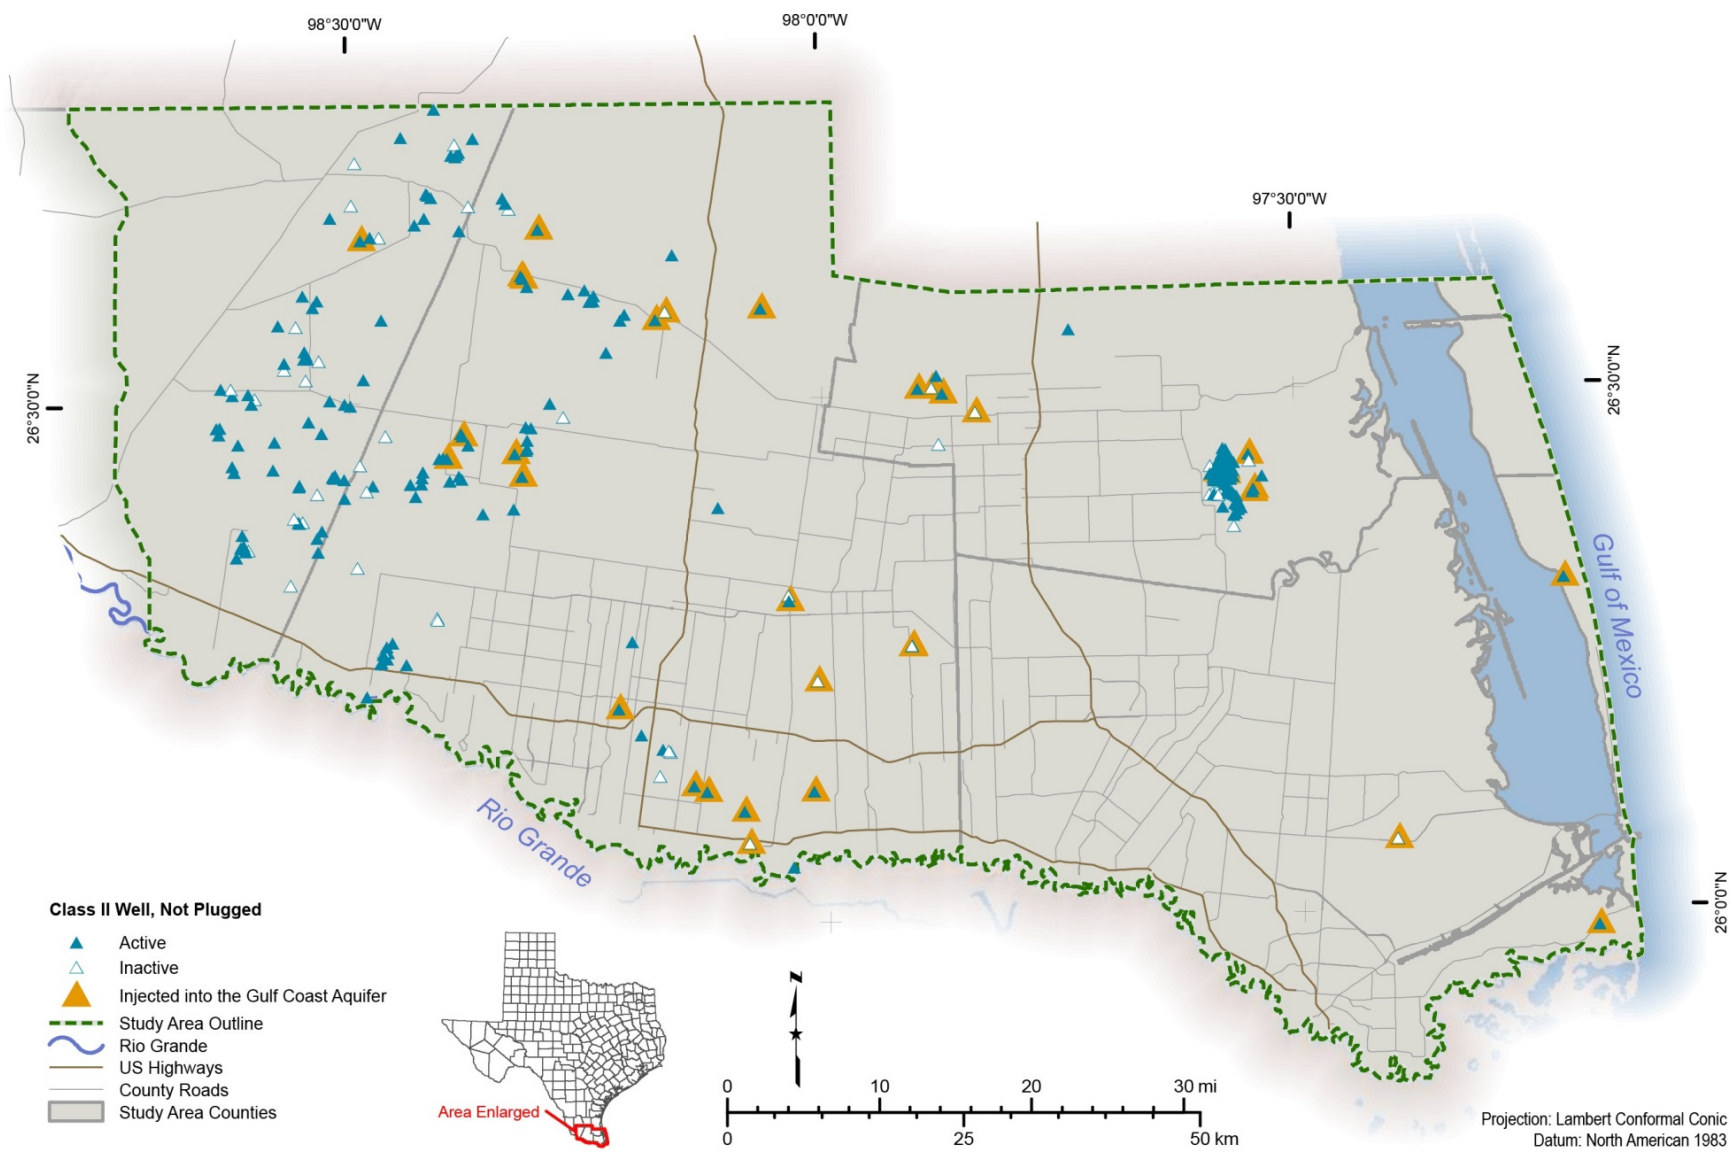 98°30'0"W
98°0'0"W
97°30'0"W
26°30'0"N
26°30'0"N
Gulf of Mexico
Rio Grande
26°0'0"N
Class II Well, Not Plugged
Active
Inactive
Injected into the Gulf Coast Aquifer
Study Area Outline
Rio Grande
US Highways
County Roads
Study Area Counties
Area Enlarged
N
0 10 20 30 mi
0 25 50 km
Projection: Lambert Conformal Conic
Datum: North American 1983